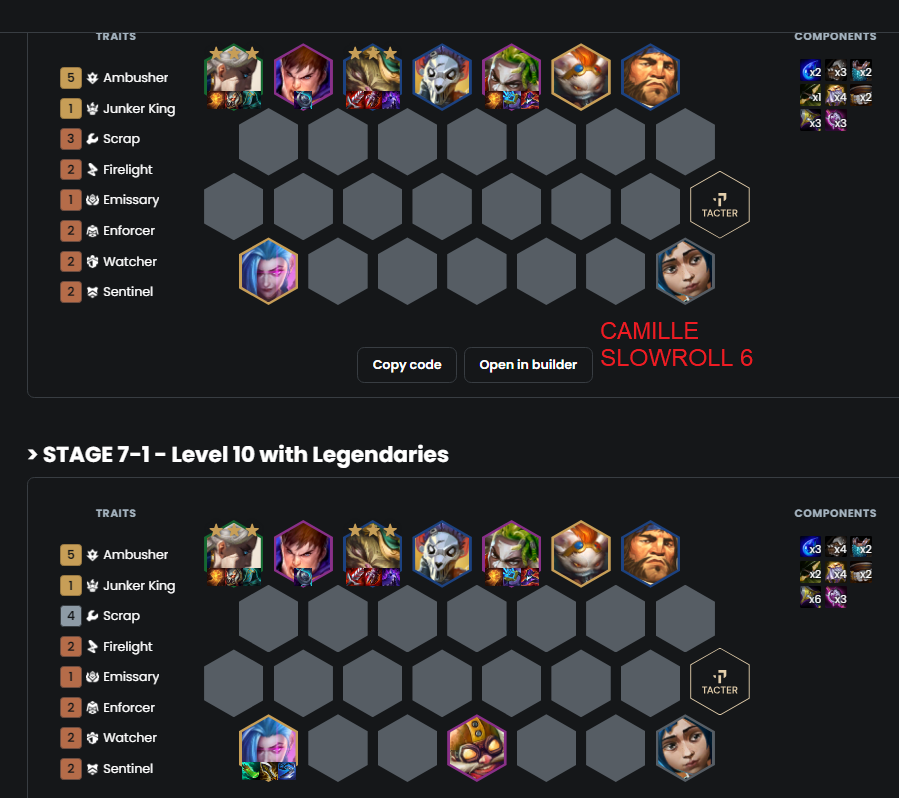 TRAITS
COMPONENTS
5 Ambusher
x2 x3 x2
1 Junker King
x1 x4 x2
3 Scrap
x3 x3
2 Firelight
1 Emissary
TACTER
2 Enforcer
2 Watcher
2 Sentinel
CAMILLE
SLOWROLL 6
Copy code
Open in builder
> STAGE 7-1 - Level 10 with Legendaries
TRAITS
COMPONENTS
5 Ambusher
x3 x4 x2
1 Junker King
x2 x4 x2
4 Scrap
x6 x3
2 Firelight
1 Emissary
TACTER
2 Enforcer
2 Watcher
2 Sentinel